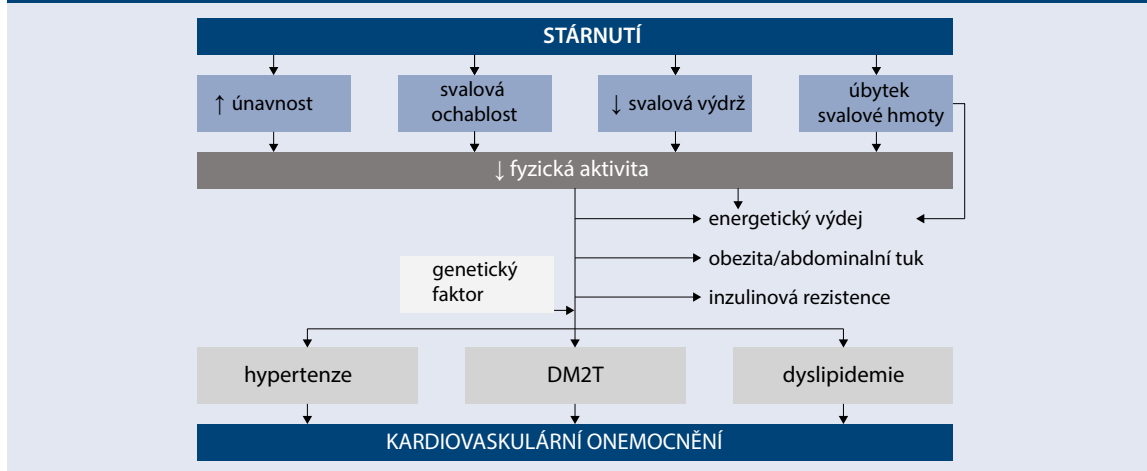 STÁRNUTÍ
↑ únavnost
svalová
ochablost
↓ svalová výdrž
úbytek
svalové hmoty
↓ fyzická aktivita
energetický výdej
obezita/abdominalní tuk
genetický
faktor
inzulinová rezistence
hypertenze
DM2T
dyslipidemie
KARDIOVASKULÁRNÍ ONEMOCNĚNÍ